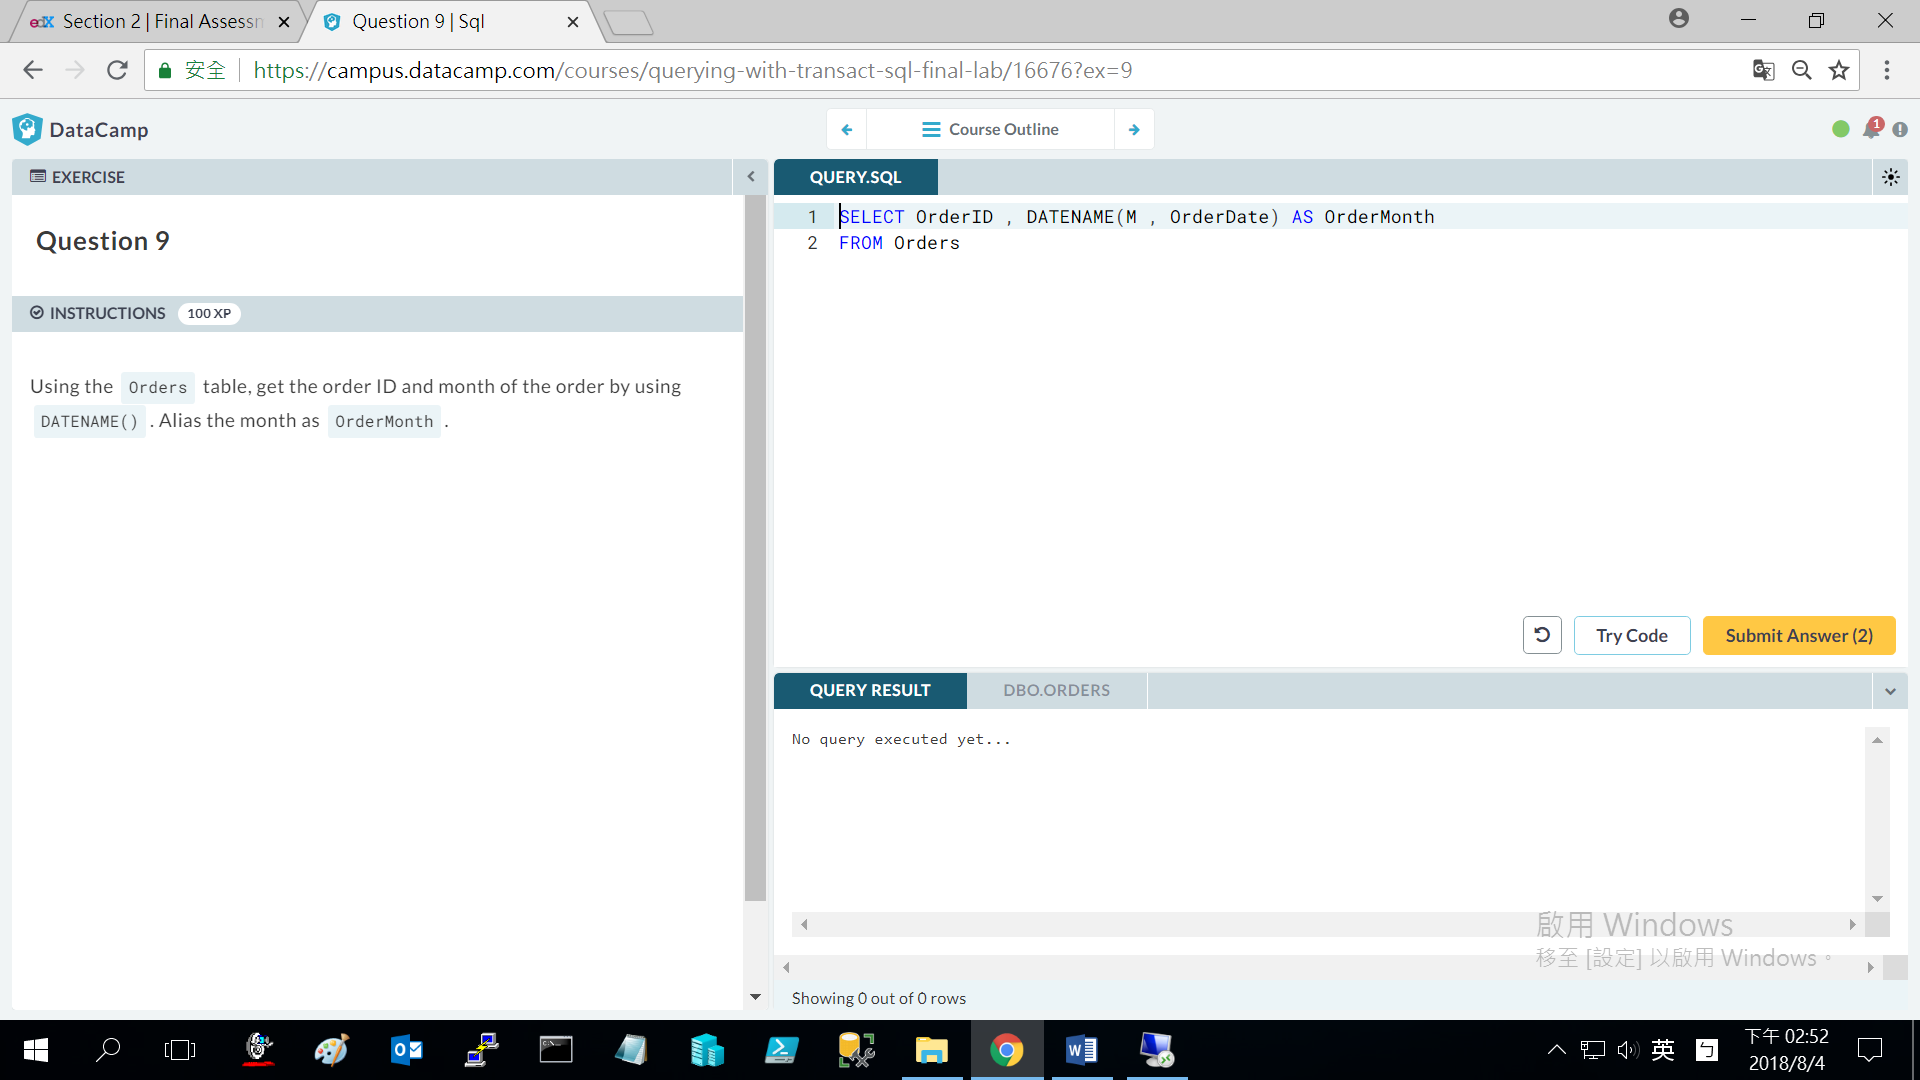 edX Section 2 | Final Assessm
Question 9 | Sql
安全
https://campus.datacamp.com/courses/querying-with-transact-sql-final-lab/16676?ex=9
DataCamp
Course Outline
1
EXERCISE
QUERY.SQL
Question 9
1 SELECT OrderID , DATENAME(M , OrderDate) AS OrderMonth
2 FROM Orders
INSTRUCTIONS 100 XP
Using the Orders table, get the order ID and month of the order by using
DATENAME() . Alias the month as OrderMonth .
Try Code
Submit Answer (2)
QUERY RESULT
DBO.ORDERS
No query executed yet...
啟用 Windows
移至 [設定] 以啟用 Windows。
Showing 0 out of 0 rows
英
ㄅ
下午 02:52
2018/8/4